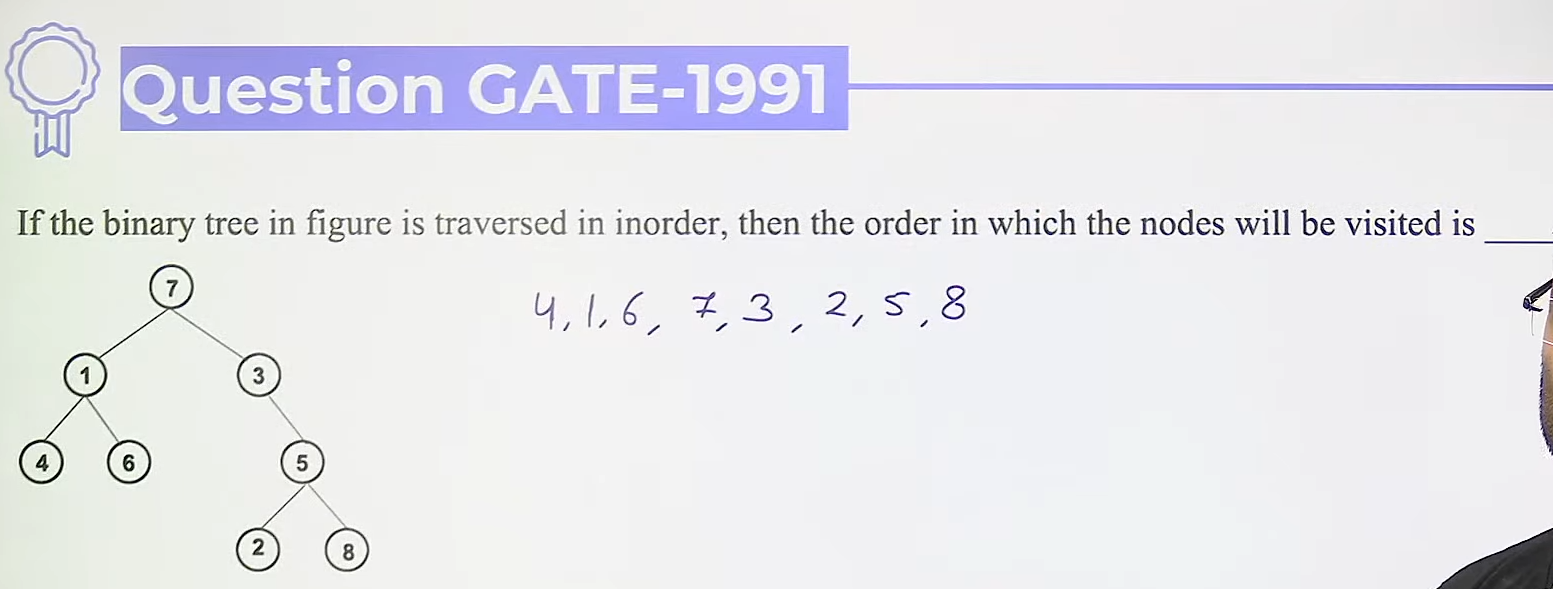 Question GATE-1991
If the binary tree in figure is traversed in inorder, then the order in which the nodes will be visited is ____
7
4, 1, 6, 7, 3, 2, 5, 8
1 3
4 6 5
2 8